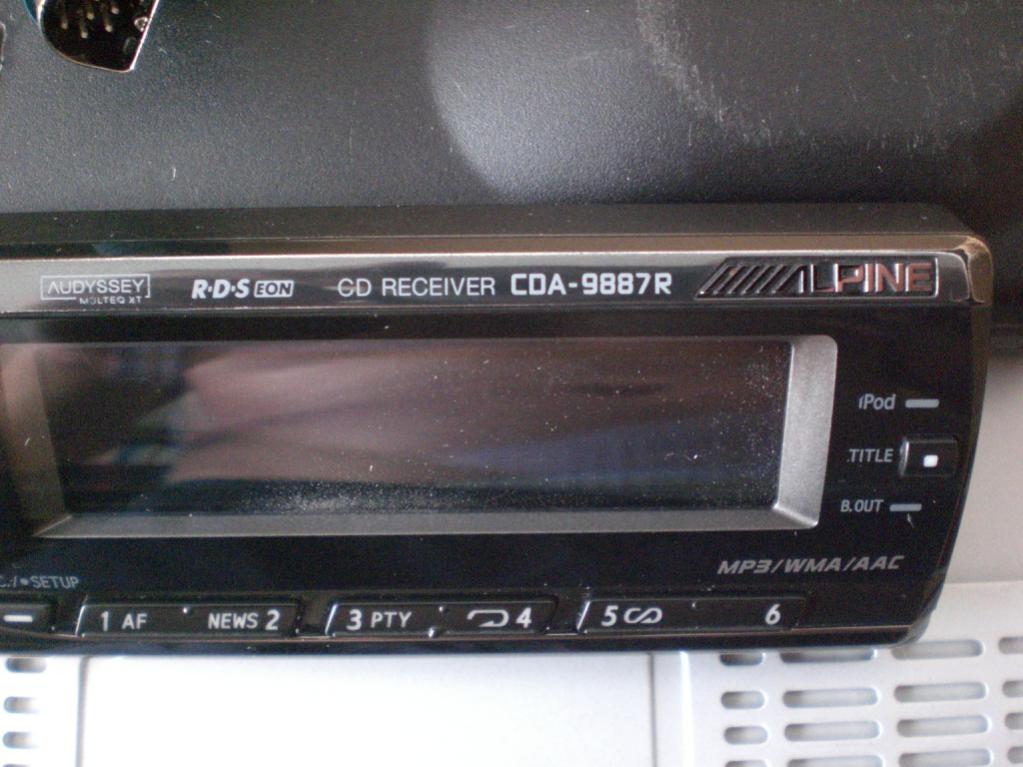 AUDYSSEY
MULTEQ XT
R·D·S EON
CD RECEIVER CDA-9887R
ALPINE
iPod
TITLE
B.OUT
MP3/WMA/AAC
SETUP
1 AF
NEWS 2
3 PTY
4
5
6